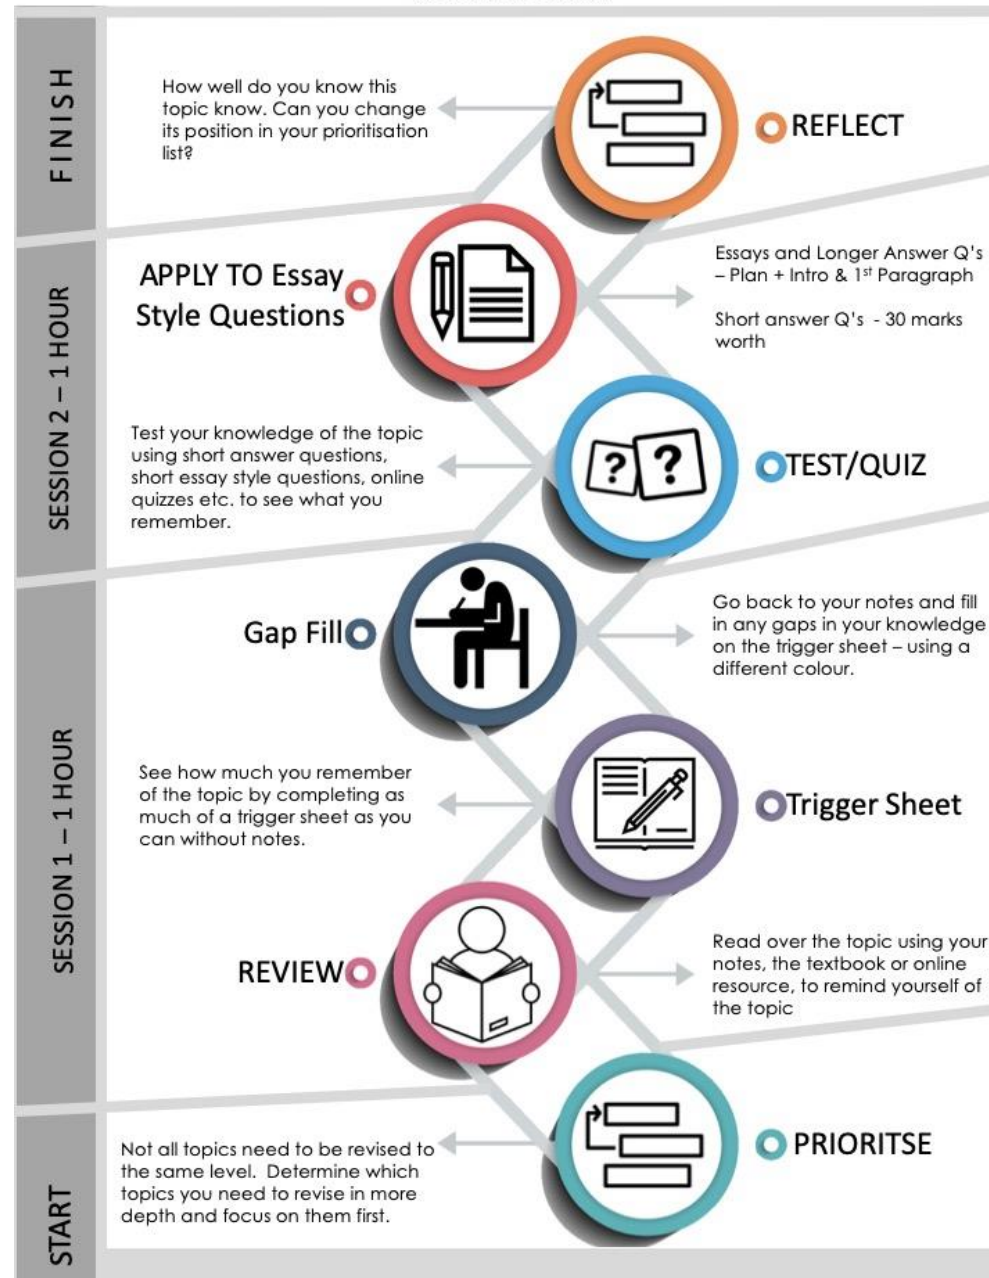 FINISH
How well do you know this
topic know. Can you change
its position in your prioritisation
list?
REFLECT
SESSION 2 – 1 HOUR
APPLY TO Essay
Style Questions
Essays and Longer Answer Q's
– Plan + Intro & 1st Paragraph
Short answer Q's - 30 marks
worth
Test your knowledge of the topic
using short answer questions,
short essay style questions, online
quizzes etc. to see what you
remember.
TEST/QUIZ
SESSION 1 – 1 HOUR
Gap Fill
Go back to your notes and fill
in any gaps in your knowledge
on the trigger sheet – using a
different colour.
See how much you remember
of the topic by completing as
much of a trigger sheet as you
can without notes.
Trigger Sheet
REVIEW
Read over the topic using your
notes, the textbook or online
resource, to remind yourself of
the topic
START
Not all topics need to be revised to
the same level. Determine which
topics you need to revise in more
depth and focus on them first.
PRIORITSE